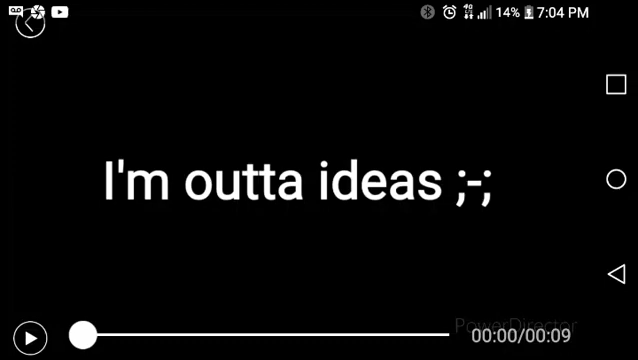 14% 7:04 PM
I'm outta ideas ;-;
PowerDirector
00:00/00:09